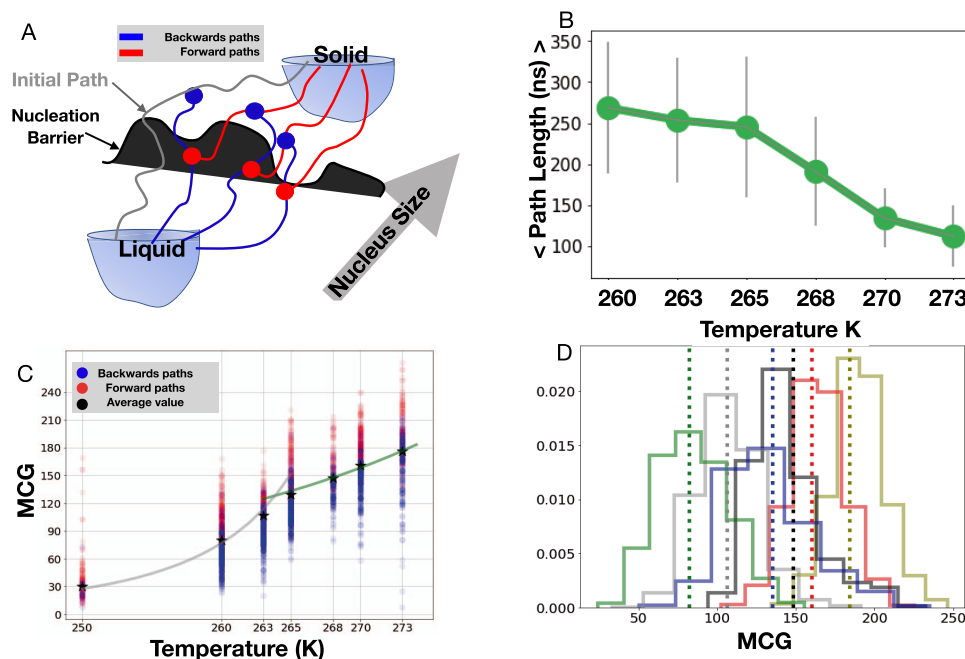 A
Backwards paths
Forward paths
Solid
Initial Path
Nucleation
Barrier
Liquid
Nucleus Size
B
< Path Length (ns) >
350
300
250
200
150
100
260 263 265 268 270 273
Temperature K
C
Backwards paths
Forward paths
Average value
MCG
240
210
180
150
120
90
60
30
0
250 260 263 265 268 270 273
Temperature (K)
D
0.020
0.015
0.010
0.005
0.000
50 100 150 200 250
MCG